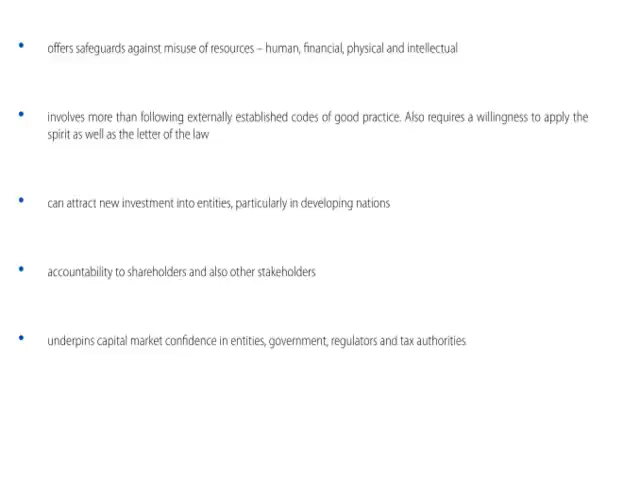 • offers safeguards against misuse of resources – human, financial, physical and intellectual
• involves more than following externally established codes of good practice. Also requires a willingness to apply the
spirit as well as the letter of the law
• can attract new investment into entities, particularly in developing nations
• accountability to shareholders and also other stakeholders
• underpins capital market confidence in entities, government, regulators and tax authorities